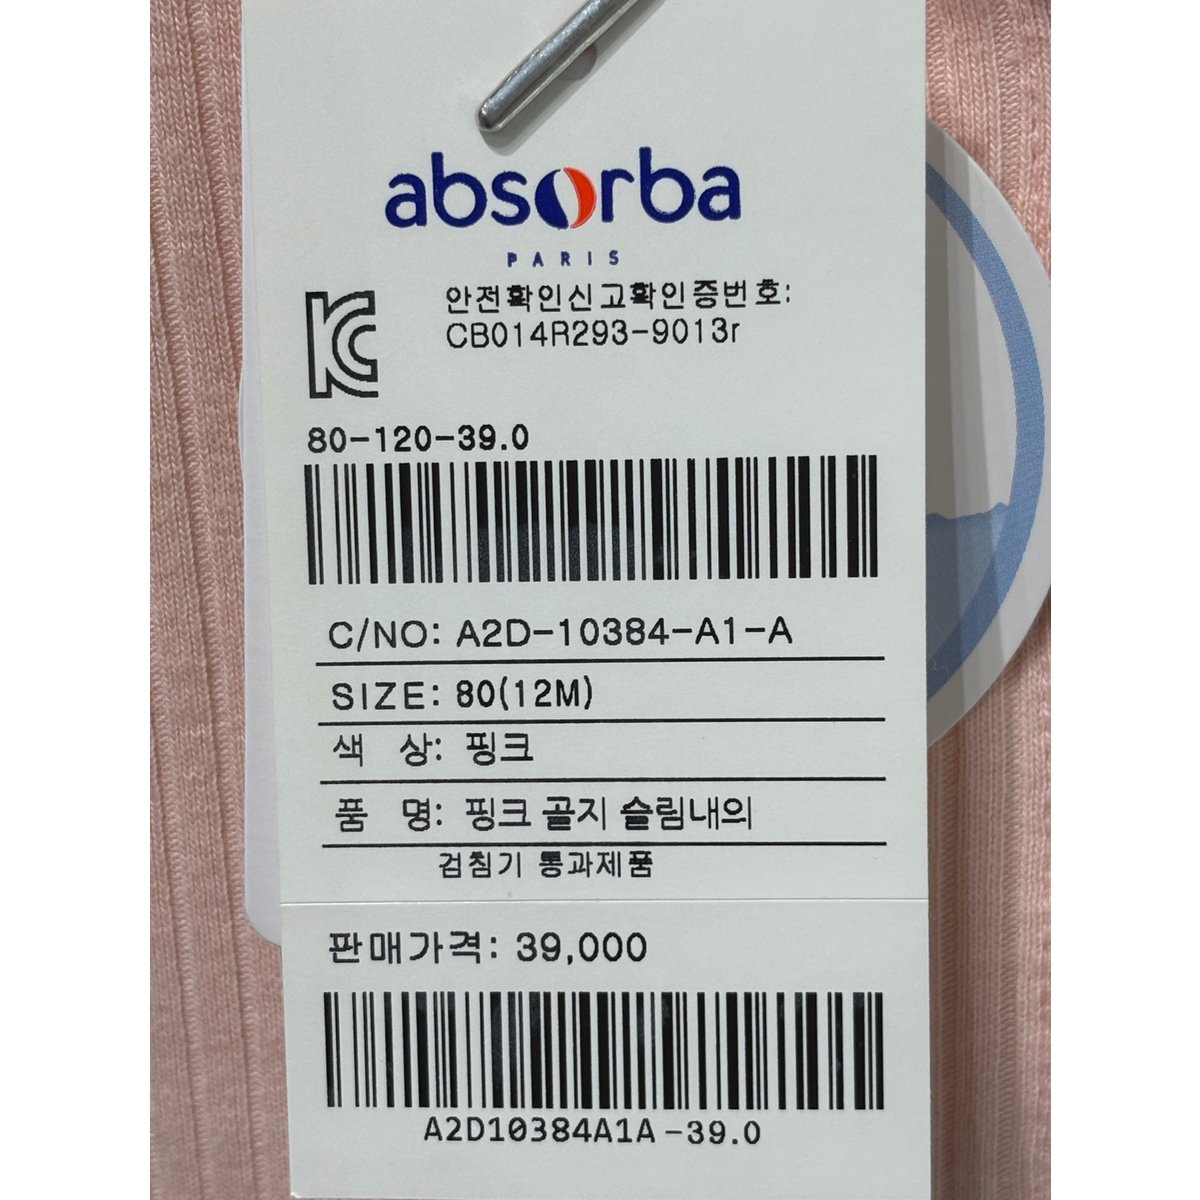 absorba
PARIS
안전확인신고확인증번호:
CB014R293-9013r
80-120-39.0
C/NO: A2D-10384-A1-A
SIZE: 80(12M)
색 상: 핑크
품 명: 핑크 골지 슬림내의
검침기 통과제품
판매가격: 39,000
A2D10384A1A-39.0